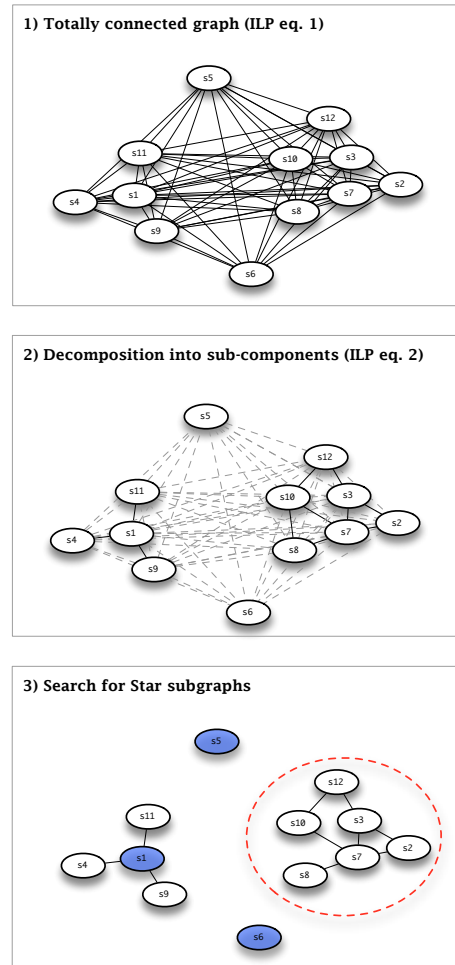 1) Totally connected graph (ILP eq. 1)
s5
s12
s11
s10
s3
s4
s1
s7
s2
s8
s9
s6
2) Decomposition into sub-components (ILP eq. 2)
s5
s12
s11
s10
s3
s4
s1
s7
s2
s8
s9
s6
3) Search for Star subgraphs
s5
s12
s11
s10
s3
s4
s1
s7
s2
s8
s9
s6